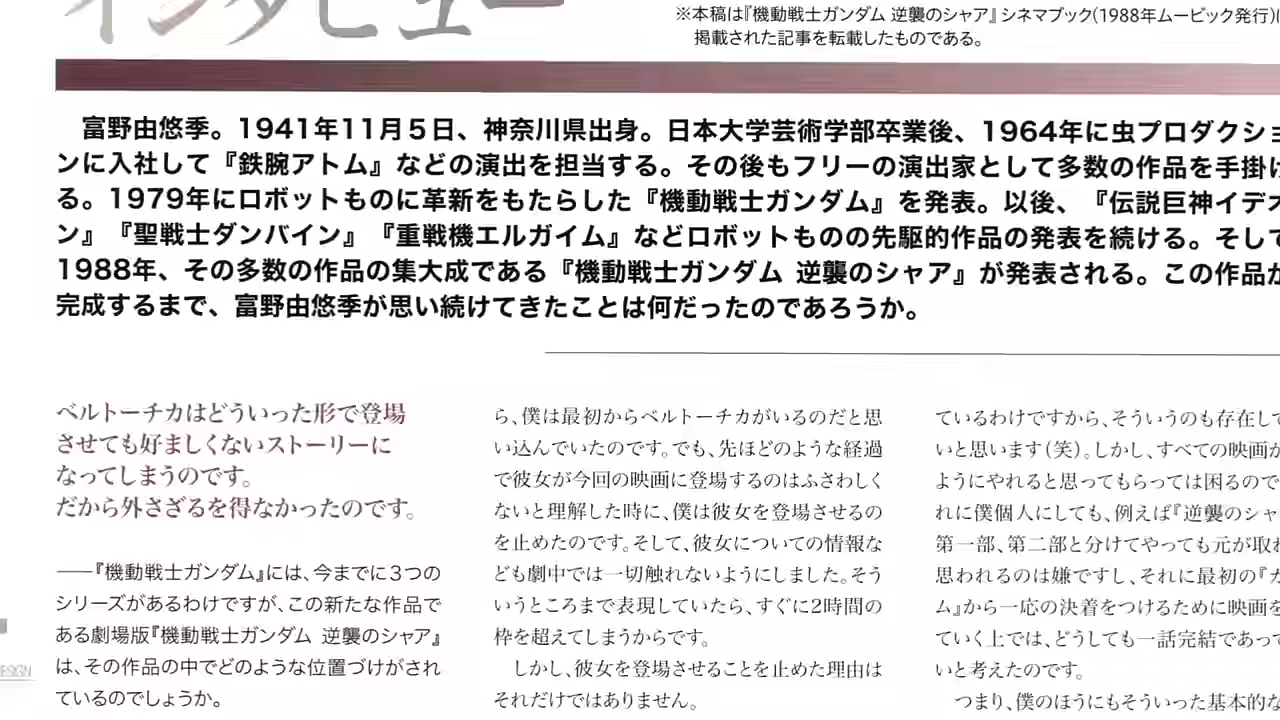 インタビュー
※本稿は『機動戦士ガンダム 逆襲のシャア』シネマブック(1988年ムービック発行)に
掲載された記事を転載したものである。
富野由悠季。1941年11月5日、神奈川県出身。日本大学芸術学部卒業後、1964年に虫プロダクショ
ンに入社して『鉄腕アトム』などの演出を担当する。その後もフリーの演出家として多数の作品を手掛け
る。1979年にロボットものに革新をもたらした『機動戦士ガンダム』を発表。以後、『伝説巨神イデオ
ン』『聖戦士ダンバイン』『重戦機エルガイム』などロボットものの先駆的作品の発表を続ける。そして
1988年、その多数の作品の集大成である『機動戦士ガンダム 逆襲のシャア』が発表される。この作品が
完成するまで、富野由悠季が思い続けてきたことは何だったのであろうか。
ベルトーチカはどういった形で登場
させても好ましくないストーリーに
なってしまうのです。
だから外さざるを得なかったのです。
――『機動戦士ガンダム』には、今までに3つの
シリーズがあるわけですが、この新たな作品で
ある劇場版『機動戦士ガンダム 逆襲のシャア』
は、その作品の中でどのような位置づけがされ
ているのでしょうか。
ら、僕は最初からベルトーチカがいるのだと思
い込んでいたのです。でも、先ほどのような経過
で彼女が今回の映画に登場するのはふさわしく
ないと理解した時に、僕は彼女を登場させるの
を止めたのです。そして、彼女についての情報な
ども劇中では一切触れないようにしました。そう
いうところまで表現していたら、すぐに2時間の
枠を超えてしまうからです。
しかし、彼女を登場させることを止めた理由は
それだけではありません。
ているわけですから、そういうのも存在して
いと思います(笑)。しかし、すべての映画が
ようにやれると思ってもらっては困るので
れに僕個人にしても、例えば『逆襲のシャ
第一部、第二部と分けてやっても元が取れ
思われるのは嫌ですし、それに最初の『ガ
ム』から一応の決着をつけるために映画を
ていく上では、どうしても一話完結であって
いと考えたのです。
つまり、僕のほうにもそういった基本的な
ESIGN